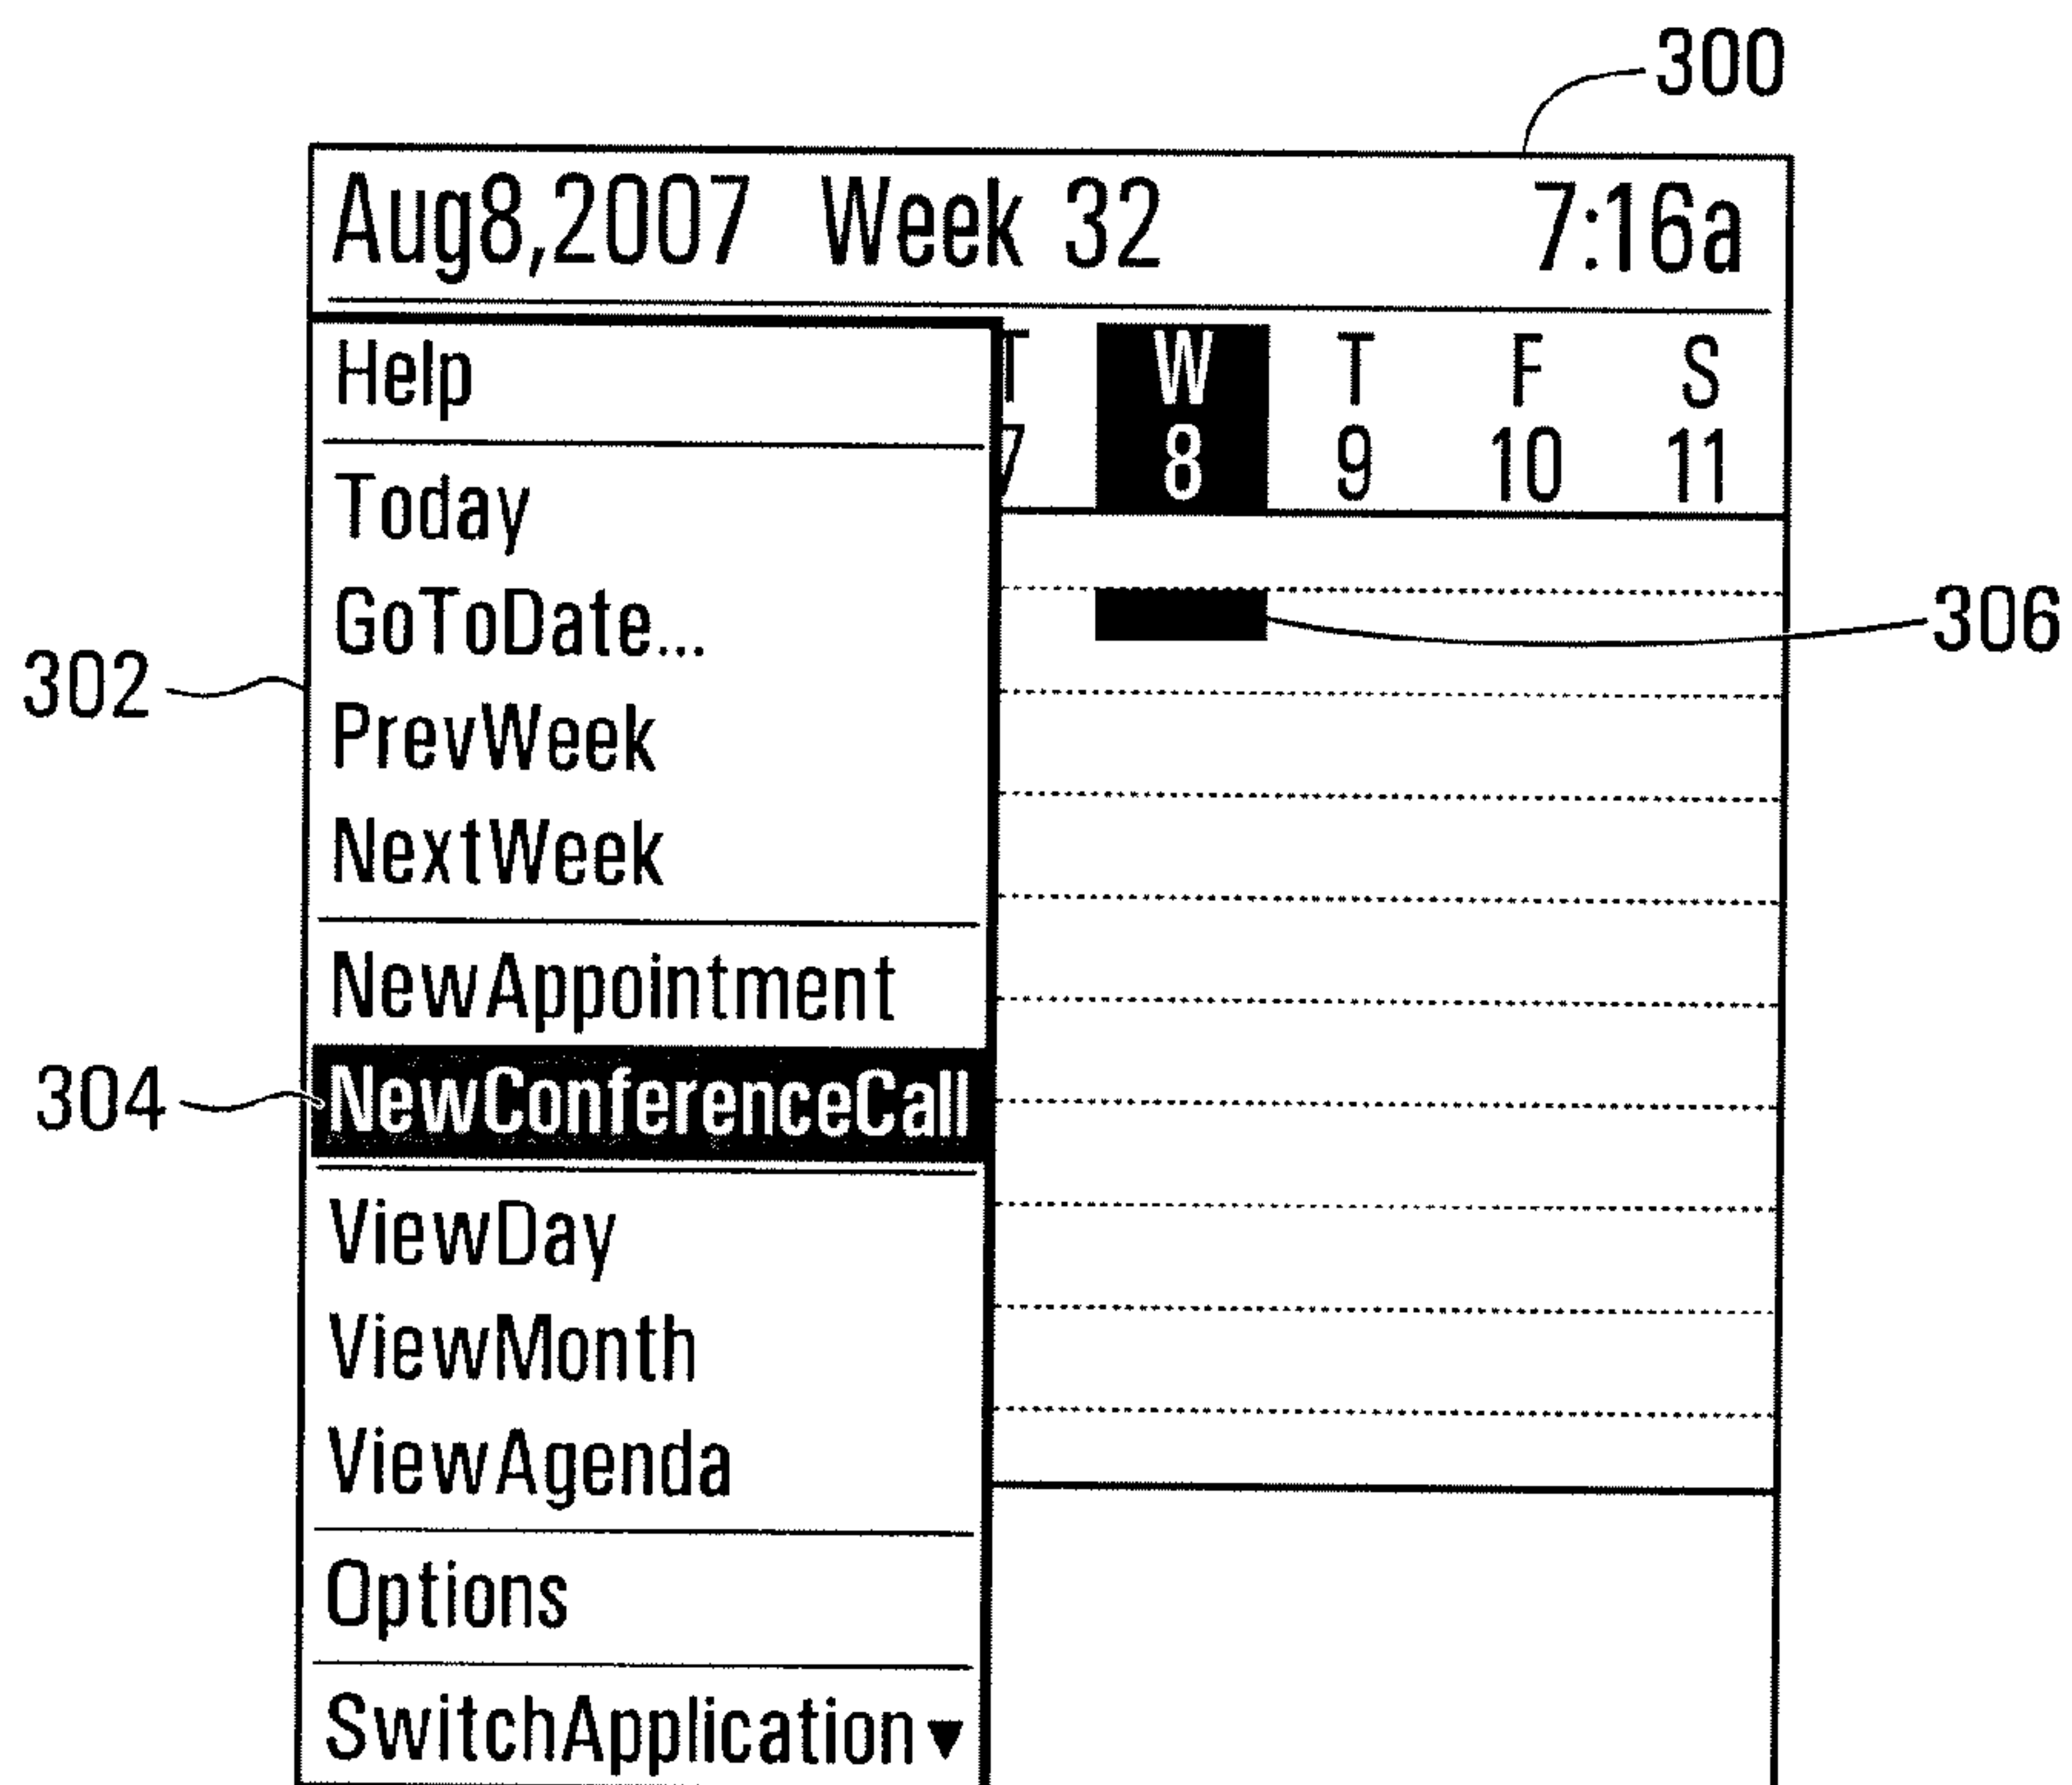 300
Aug8,2007 Week 32 7:16a
Help
T W T F S
7 8 9 10 11
Today
GoToDate...
306
302
PrevWeek
NextWeek
NewAppointment
304
NewConferenceCall
ViewDay
ViewMonth
ViewAgenda
Options
SwitchApplication